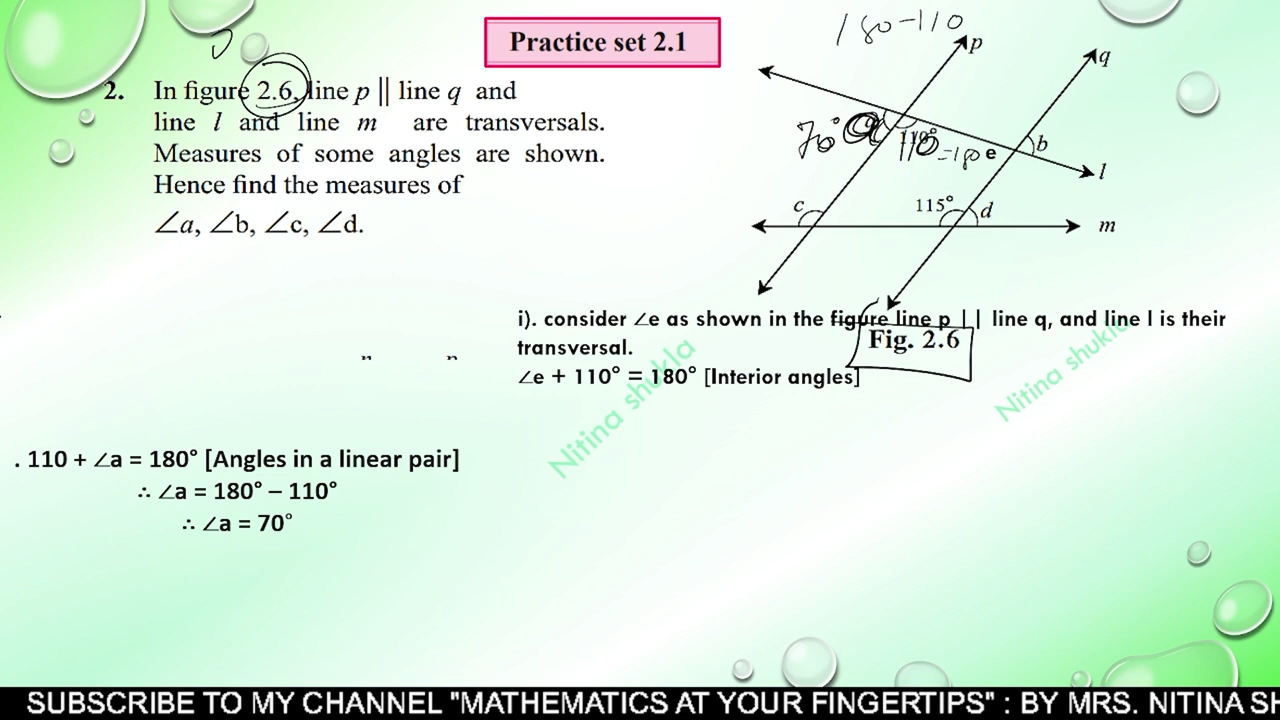 Practice set 2.1
180-110
2. In figure 2.6, line p || line q and
line l and line m are transversals.
Measures of some angles are shown.
Hence find the measures of
∠a, ∠b, ∠c, ∠d.
p
q
70° a 110° 110 =180 e b
l
c 115° d
m
i). consider ∠e as shown in the figure line p || line q, and line l is their
transversal.
Fig. 2.6
∠e + 110° = 180° [Interior angles]
Nitina shukla
Nitina shukla
. 110 + ∠a = 180° [Angles in a linear pair]
∴ ∠a = 180° – 110°
∴ ∠a = 70°
SUBSCRIBE TO MY CHANNEL "MATHEMATICS AT YOUR FINGERTIPS" : BY MRS. NITINA SH